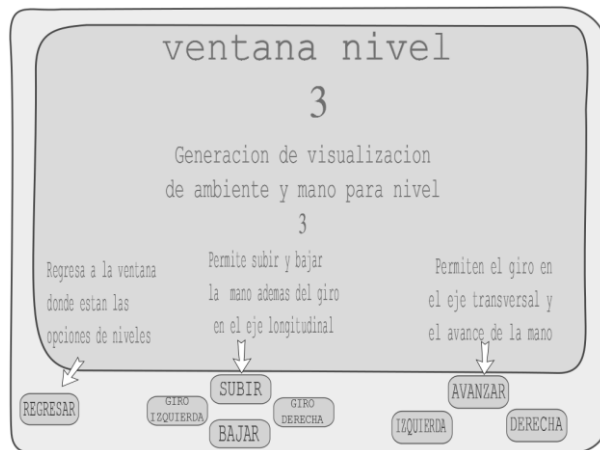 ventana nivel
3
Generacion de visualizacion
de ambiente y mano para nivel
3
Regresa a la ventana
donde estan las
opciones de niveles
Permite subir y bajar
la mano ademas del giro
en el eje longitudinal
Permiten el giro en
el eje transversal y
el avance de la mano
REGRESAR
GIRO
IZQUIERDA
SUBIR
BAJAR
GIRO
DERECHA
IZQUIERDA
AVANZAR
DERECHA